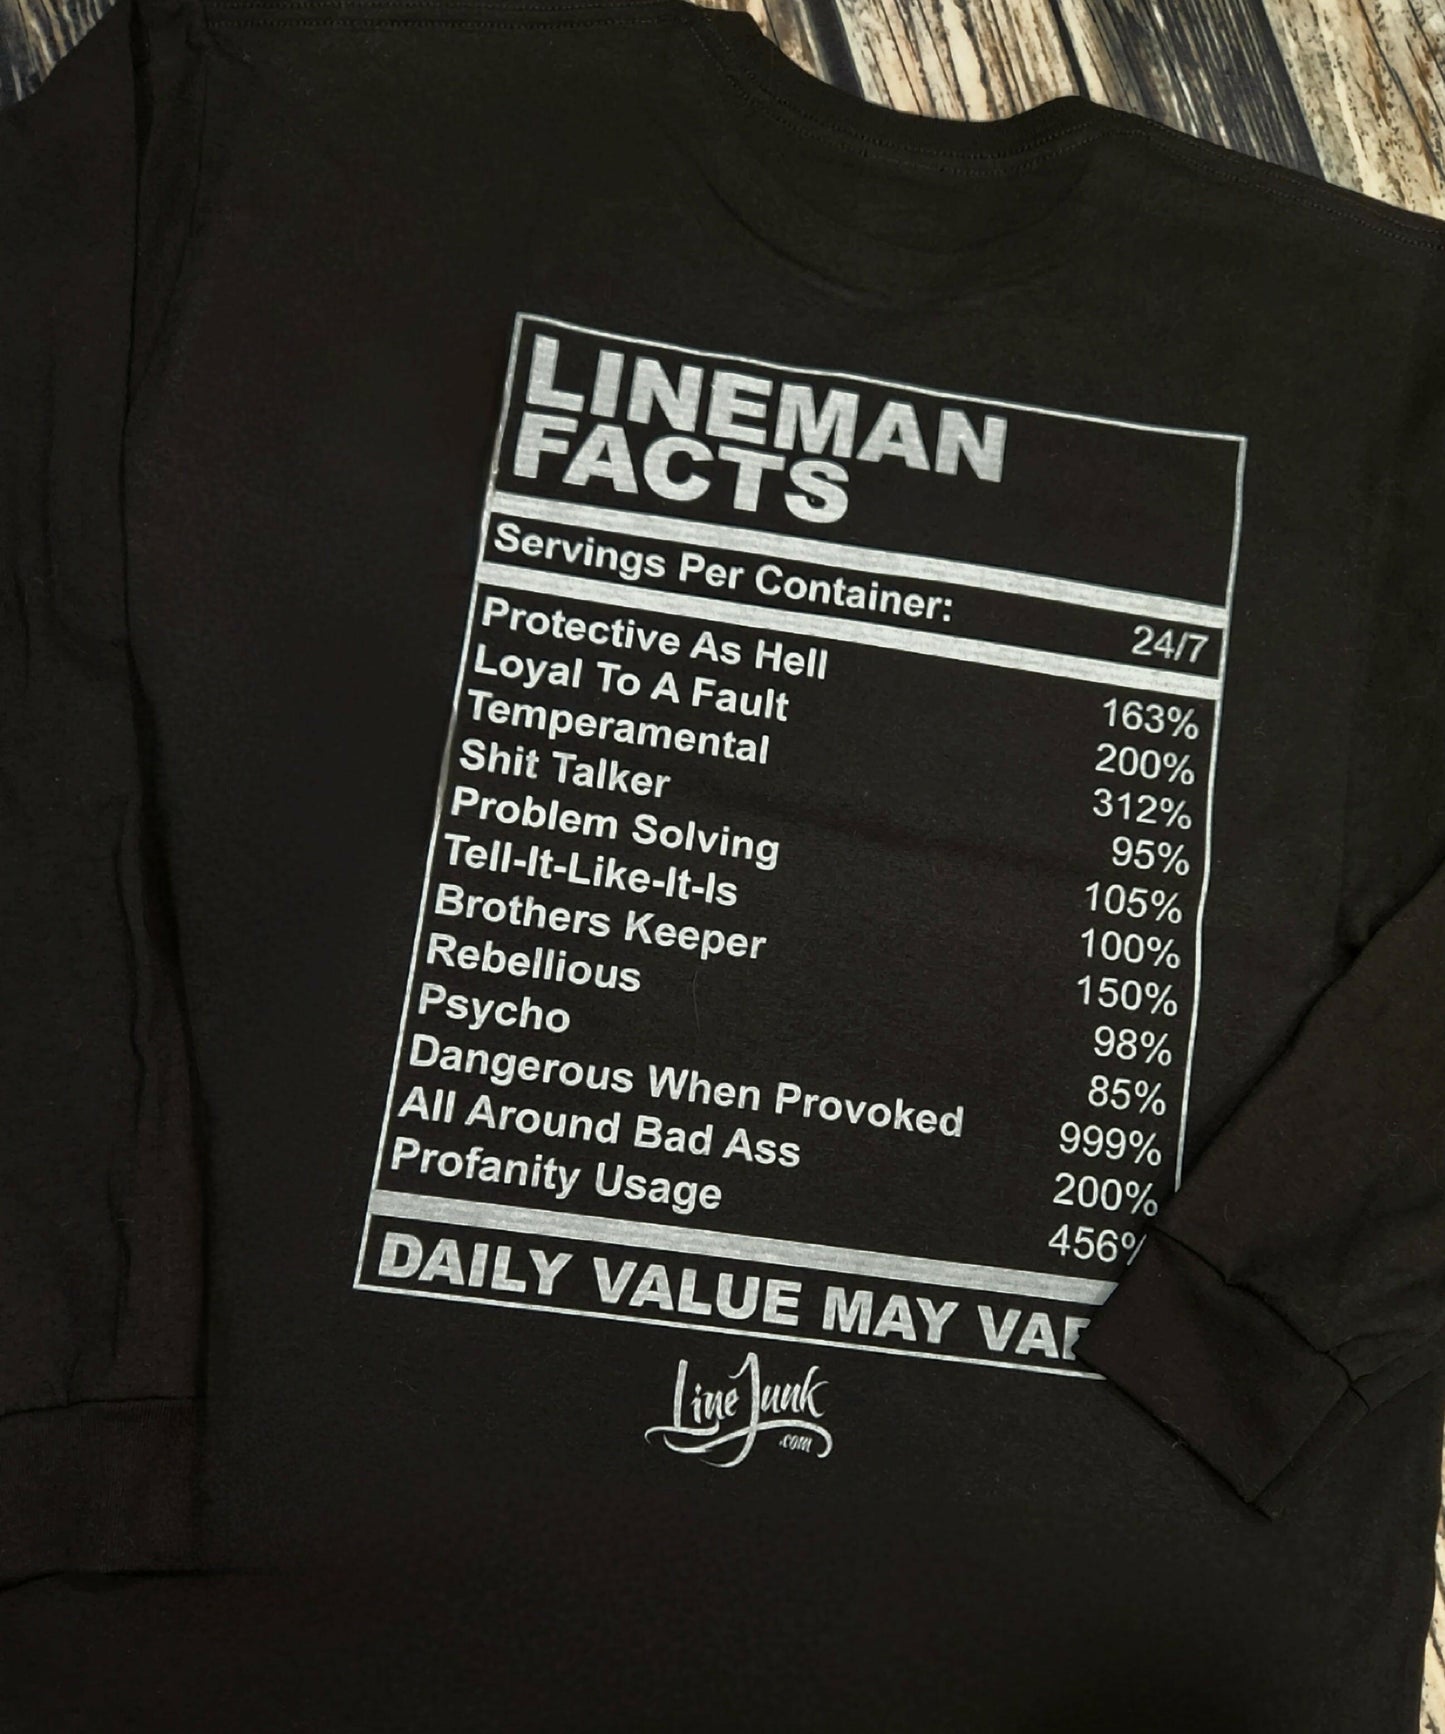 LINEMAN
FACTS
Servings Per Container: 24/7
Protective As Hell 163%
Loyal To A Fault 200%
Temperamental 312%
Shit Talker 95%
Problem Solving 105%
Tell-It-Like-It-Is 100%
Brothers Keeper 150%
Rebellious 98%
Psycho 85%
Dangerous When Provoked 999%
All Around Bad Ass 200%
Profanity Usage 456%
DAILY VALUE MAY
Line Junk
.com